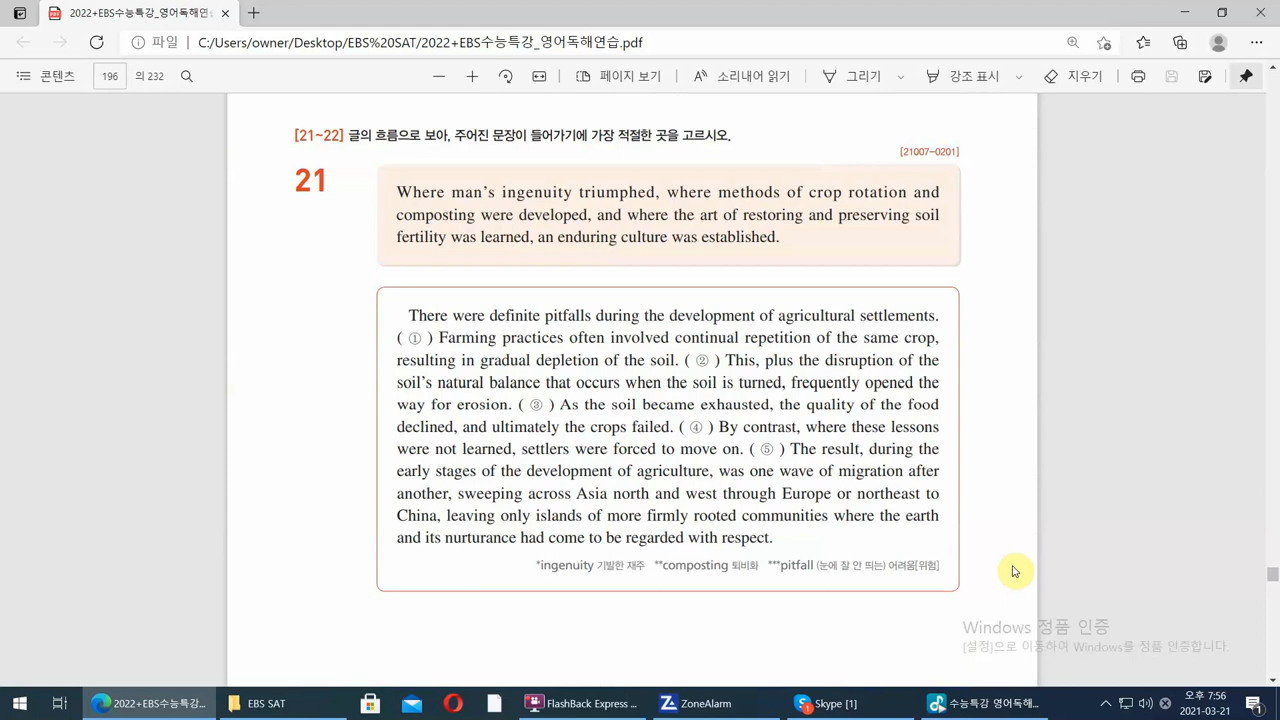 2022+EBS수능특강_영어독해연
파일
C:/Users/owner/Desktop/EBS%20SAT/2022+EBS수능특강_영어독해연습.pdf
콘텐츠
196
의 232
페이지 보기
소리내어 읽기
그리기
강조 표시
지우기
[21~22] 글의 흐름으로 보아, 주어진 문장이 들어가기에 가장 적절한 곳을 고르시오.
[21007-0201]
21
Where man's ingenuity triumphed, where methods of crop rotation and
composting were developed, and where the art of restoring and preserving soil
fertility was learned, an enduring culture was established.
There were definite pitfalls during the development of agricultural settlements.
( ① ) Farming practices often involved continual repetition of the same crop,
resulting in gradual depletion of the soil. ( ② ) This, plus the disruption of the
soil's natural balance that occurs when the soil is turned, frequently opened the
way for erosion. ( ③ ) As the soil became exhausted, the quality of the food
declined, and ultimately the crops failed. ( ④ ) By contrast, where these lessons
were not learned, settlers were forced to move on. ( ⑤ ) The result, during the
early stages of the development of agriculture, was one wave of migration after
another, sweeping across Asia north and west through Europe or northeast to
China, leaving only islands of more firmly rooted communities where the earth
and its nurturance had come to be regarded with respect.
*ingenuity 기발한 재주 **composting 퇴비화 ***pitfall (눈에 잘 안 띄는) 어려움[위험]
Windows 정품 인증
[설정]으로 이동하여 Windows를 정품 인증합니다.
2022+EBS수능특강_영...
EBS SAT
FlashBack Express ...
ZoneAlarm
Skype [1]
수능특강 영어독해...
오후 7:56
2021-03-21